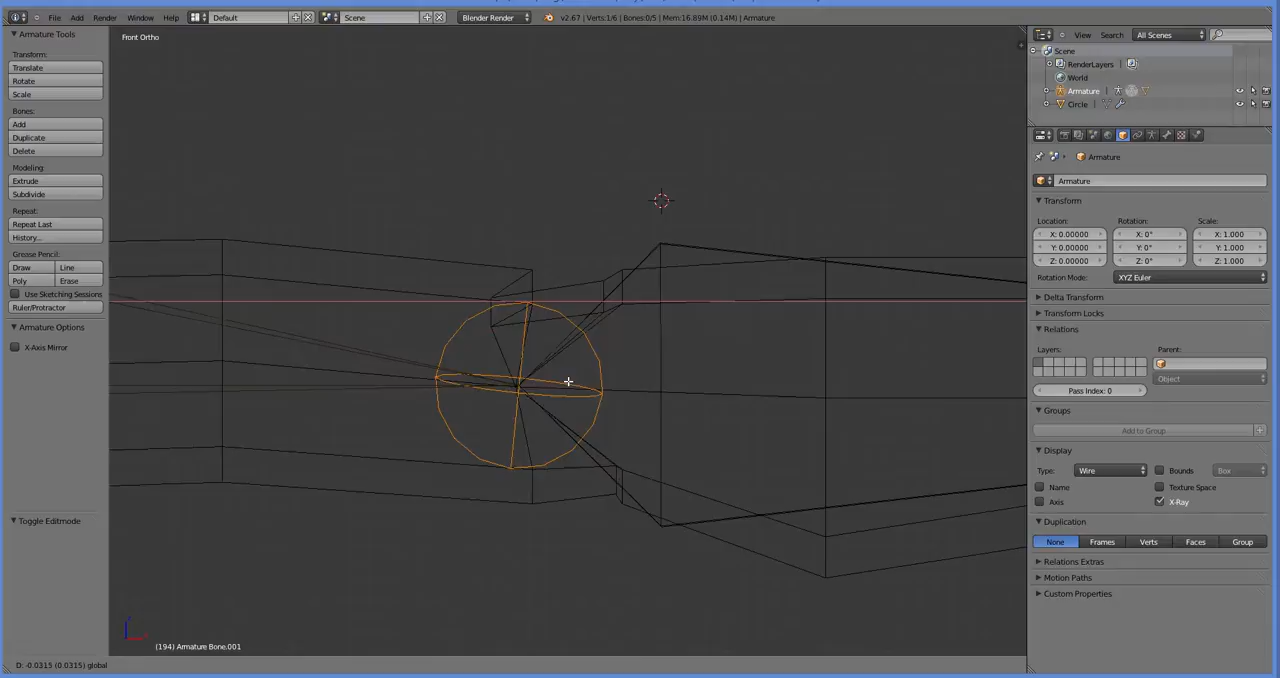 File Add Render Window Help Default Scene Blender Render v2.67 | Verts:1/6 | Bones:0/5 | Mem:16.89M (0.14M) | Armature
Armature Tools
Transform:
Translate
Rotate
Scale
Bones:
Add
Duplicate
Delete
Modeling:
Extrude
Subdivide
Repeat:
Repeat Last
History...
Grease Pencil:
Draw Line
Poly Erase
Use Sketching Sessions
Ruler/Protractor
Armature Options
X-Axis Mirror
Toggle Editmode
Front Ortho
(194) Armature Bone.001
D: -0.0315 (0.0315) global
View Search All Scenes
Scene
RenderLayers
World
Armature
Circle
Armature
Armature
Transform
Location: Rotation: Scale:
X: 0.00000 X: 0° X: 1.000
Y: 0.00000 Y: 0° Y: 1.000
Z: 0.00000 Z: 0° Z: 1.000
Rotation Mode: XYZ Euler
Delta Transform
Transform Locks
Relations
Layers: Parent:
Object
Pass Index: 0
Groups
Add to Group
Display
Type: Wire Bounds Box
Name Texture Space
Axis X-Ray
Duplication
None Frames Verts Faces Group
Relations Extras
Motion Paths
Custom Properties